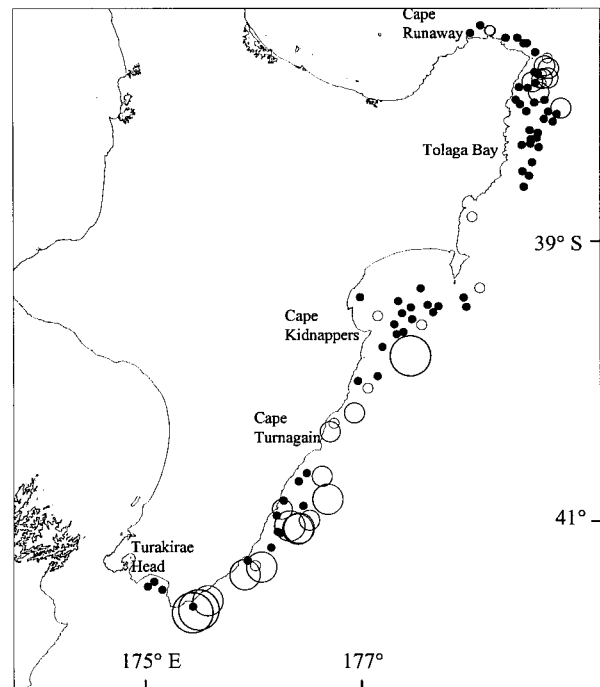 Cape
Runaway
Tolaga Bay
39° S
Cape
Kidnappers
Cape
Turnagain
41°
Turakirae
Head
175° E
177°